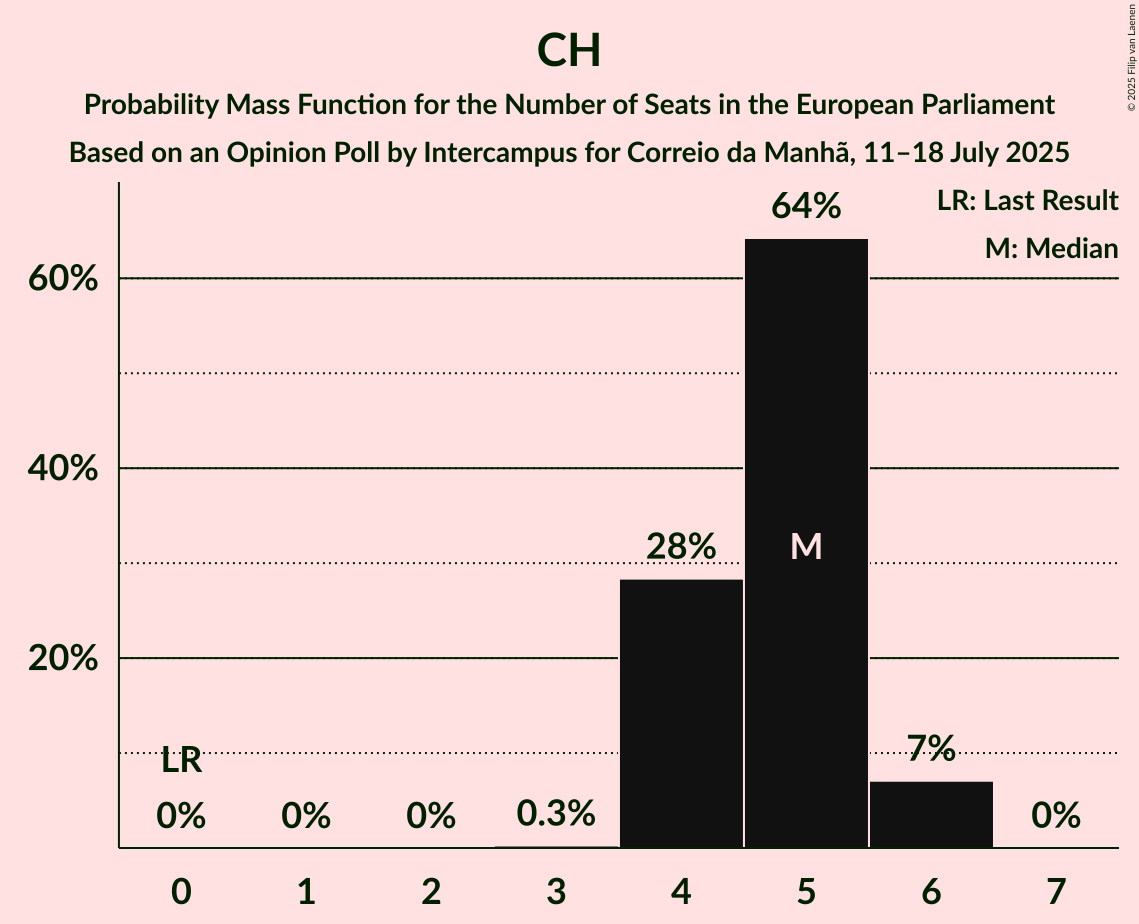 CH
Probability Mass Function for the Number of Seats in the European Parliament
Based on an Opinion Poll by Intercampus for Correio da Manhã, 11–18 July 2025
© 2025 Filip van Laenen
LR: Last Result
M: Median
60%
40%
20%
LR
0%
0%
0%
0.3%
28%
64%
M
7%
0%
0 1 2 3 4 5 6 7